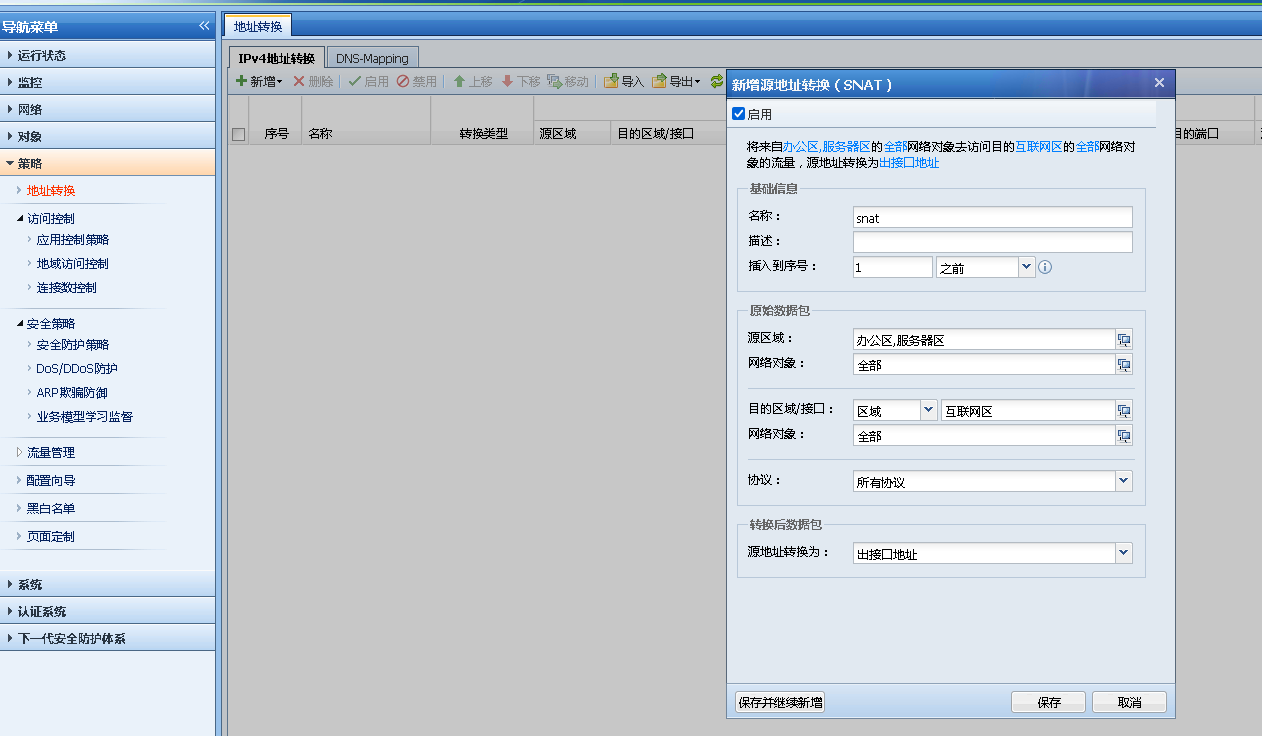 导航菜单
运行状态
监控
网络
对象
策略
地址转换
访问控制
应用控制策略
地域访问控制
连接数控制
安全策略
安全防护策略
DoS/DDoS防护
ARP欺骗防御
业务模型学习监督
流量管理
配置向导
黑白名单
页面定制
系统
认证系统
下一代安全防护体系
地址转换
IPv4地址转换 DNS-Mapping
新增 删除 启用 禁用 上移 下移 移动 导入 导出
序号 名称 转换类型 源区域 目的区域/接口 目的端口
新增源地址转换（SNAT）
启用
将来自办公区,服务器区的全部网络对象去访问目的互联网区的全部网络对
象的流量，源地址转换为出接口地址
基础信息
名称： snat
描述：
插入到序号： 1 之前
原始数据包
源区域： 办公区,服务器区
网络对象： 全部
目的区域/接口： 区域 互联网区
网络对象： 全部
协议： 所有协议
转换后数据包
源地址转换为： 出接口地址
保存并继续新增 保存 取消